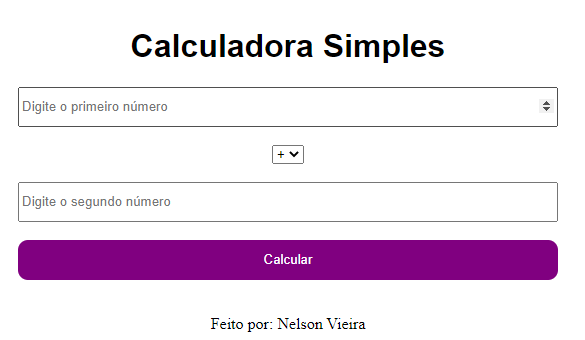 Calculadora Simples
Digite o primeiro número
+
Digite o segundo número
Calcular
Feito por: Nelson Vieira